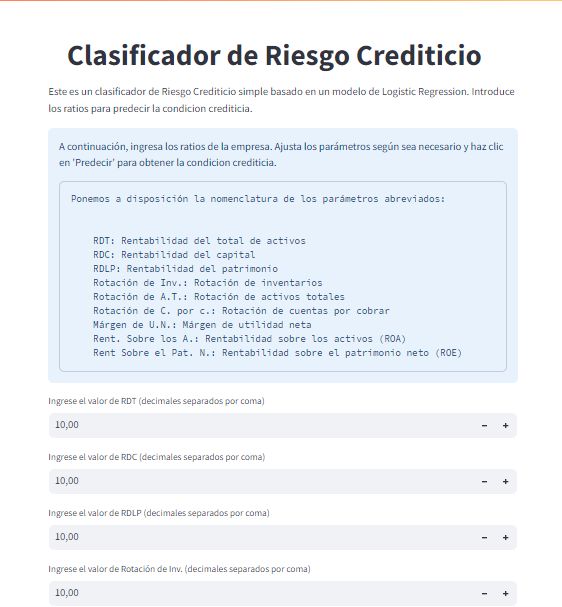 Clasificador de Riesgo Crediticio
Este es un clasificador de Riesgo Crediticio simple basado en un modelo de Logistic Regression. Introduce
los ratios para predecir la condicion crediticia.
A continuación, ingresa los ratios de la empresa. Ajusta los parámetros según sea necesario y haz clic
en 'Predecir' para obtener la condicion crediticia.
Ponemos a disposición la nomenclatura de los parámetros abreviados:
RDT: Rentabilidad del total de activos
RDC: Rentabilidad del capital
RDLP: Rentabilidad del patrimonio
Rotación de Inv.: Rotación de inventarios
Rotación de A.T.: Rotación de activos totales
Rotación de C. por c.: Rotación de cuentas por cobrar
Márgen de U.N.: Márgen de utilidad neta
Rent. Sobre los A.: Rentabilidad sobre los activos (ROA)
Rent Sobre el Pat. N.: Rentabilidad sobre el patrimonio neto (ROE)
Ingrese el valor de RDT (decimales separados por coma)
10,00 − +
Ingrese el valor de RDC (decimales separados por coma)
10,00 − +
Ingrese el valor de RDLP (decimales separados por coma)
10,00 − +
Ingrese el valor de Rotación de Inv. (decimales separados por coma)
10,00 − +